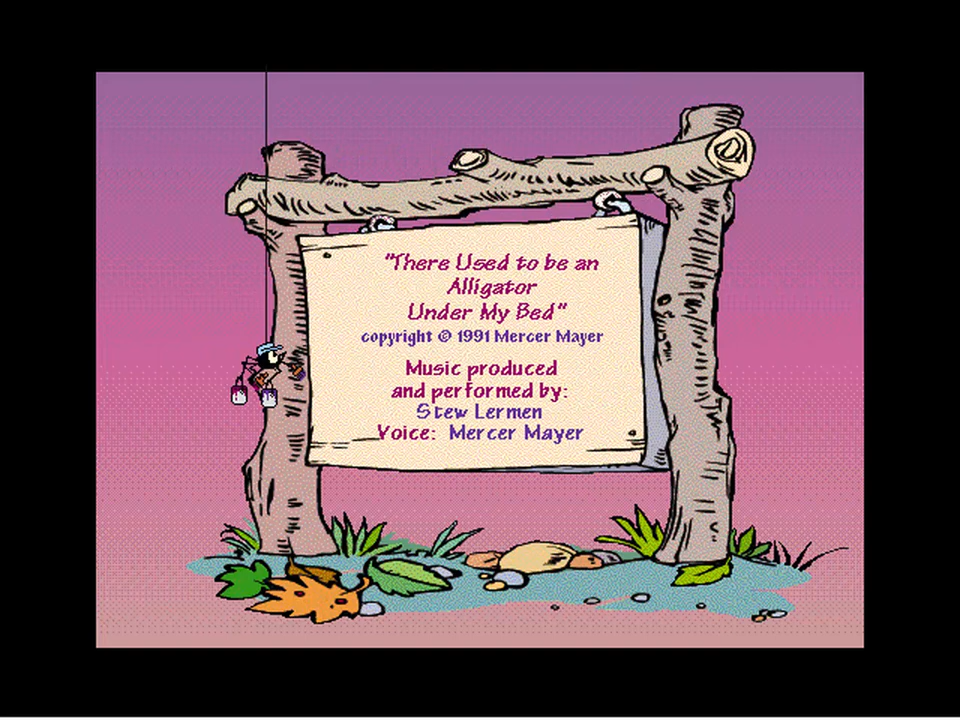 "There Used to be an
Alligator
Under My Bed"
copyright © 1991 Mercer Mayer
Music produced
and performed by:
Stew Lermen
Voice: Mercer Mayer